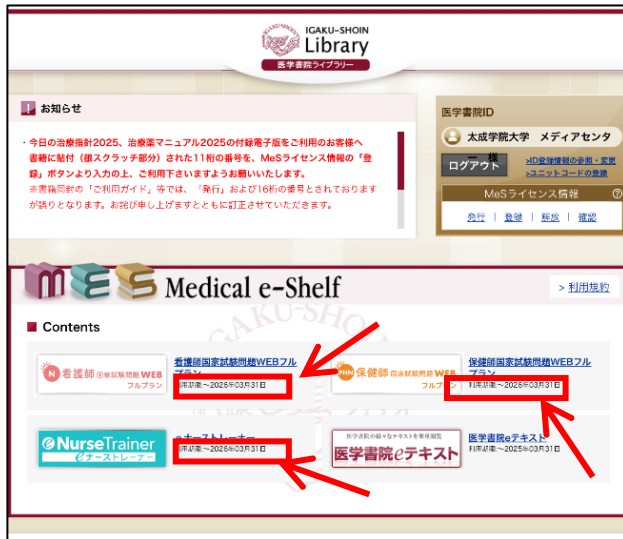 IGAKU-SHOIN
Library
医学書院ライブラリー
お知らせ
・今日の治療指針2025、治療薬マニュアル2025の付録電子版をご利用のお客様へ
書籍に貼付（銀スクラッチ部分）された11桁の番号を、MeSライセンス情報の「登
録」ボタンより入力の上、ご利用下さいますようお願いいたします。
※書籍同封の「ご利用ガイド」等では、「発行」および16桁の番号とされております
が誤りとなります。お詫び申し上げますとともに訂正させていただきます。
医学書院ID
太成学院大学　メディアセンタ
ー 様
ログアウト
>ID登録情報の参照・変更
>ユニットコードの登録
MeSライセンス情報
発行 | 登録 | 解放 | 確認
MES Medical e-Shelf
> 利用規約
IGAKU-SHOIN
Contents
N 看護師 国家試験問題 WEB
フルプラン
看護師国家試験問題WEBフル
プラン
利用期限:～2026年03月31日
PHN 保健師 国家試験問題 WEB
フルプラン
保健師国家試験問題WEBフル
プラン
利用期限:～2026年03月31日
NurseTrainer
eナーストレーナー
eナーストレーナー
利用期限:～2026年03月31日
医学書院の様々なテキストを簡単閲覧
医学書院eテキスト
医学書院eテキスト
利用期限:～2025年03月31日